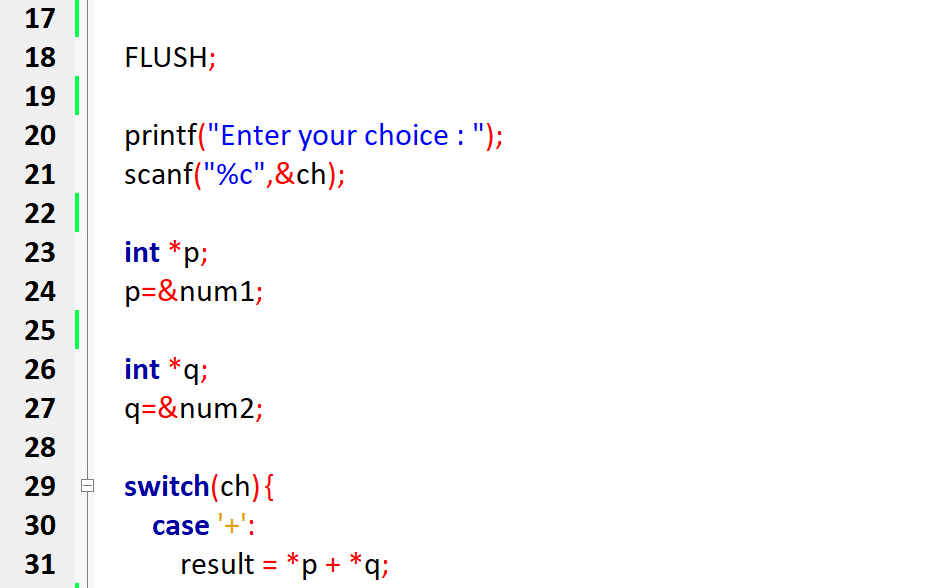 17
18 FLUSH;
19
20 printf("Enter your choice : ");
21 scanf("%c",&ch);
22
23 int *p;
24 p=&num1;
25
26 int *q;
27 q=&num2;
28
29 switch(ch){
30 case '+':
31 result = *p + *q;